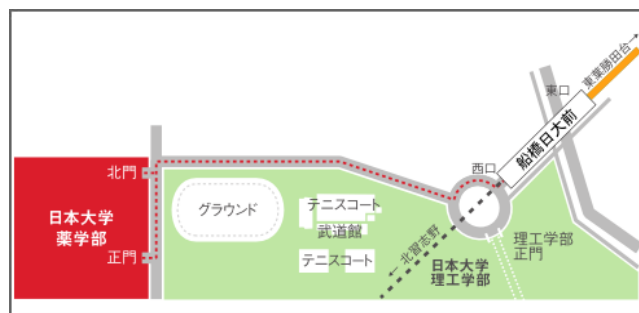 東葉勝田台→
東口
船橋日大前
西口
北門
日本大学
薬学部
正門
グラウンド
テニスコート
武道館
テニスコート
←北習志野
日本大学
理工学部
理工学部
正門